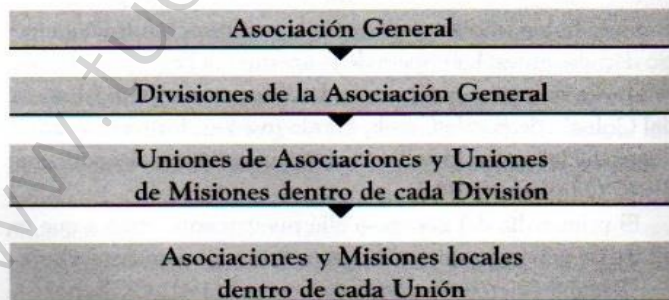 Asociación General
Divisiones de la Asociación General
Uniones de Asociaciones y Uniones
de Misiones dentro de cada División
Asociaciones y Misiones locales
dentro de cada Unión